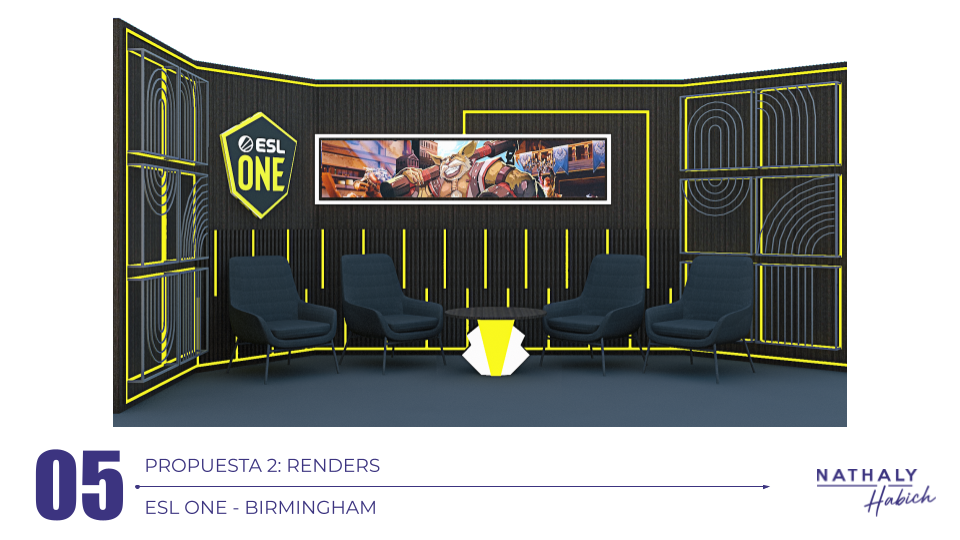 ESL
ONE
05
PROPUESTA 2: RENDERS
ESL ONE - BIRMINGHAM
NATHALY
Habich